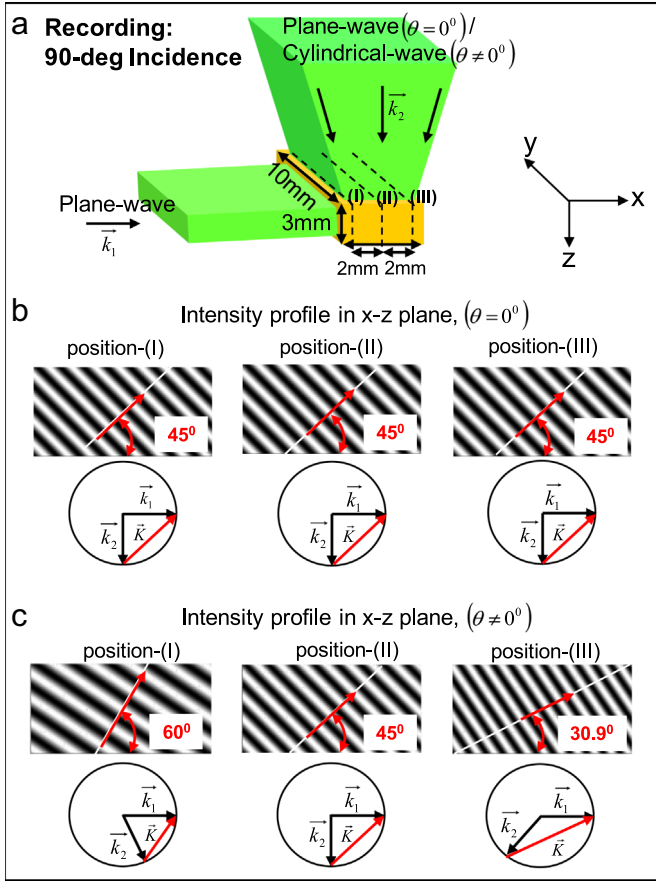 a Recording:
90-deg Incidence
Plane-wave (θ=0⁰)/
Cylindrical-wave (θ≠0⁰)
k₂
y
x
z
10mm
(I) (II) (III)
Plane-wave
k₁
3mm
2mm 2mm
b Intensity profile in x-z plane, (θ=0⁰)
position-(I) position-(II) position-(III)
45⁰ 45⁰ 45⁰
k₁ k₁ k₁
k₂ K k₂ K k₂ K
c Intensity profile in x-z plane, (θ≠0⁰)
position-(I) position-(II) position-(III)
60⁰ 45⁰ 30.9⁰
k₁ k₁ k₁
k₂ K k₂ K k₂ K